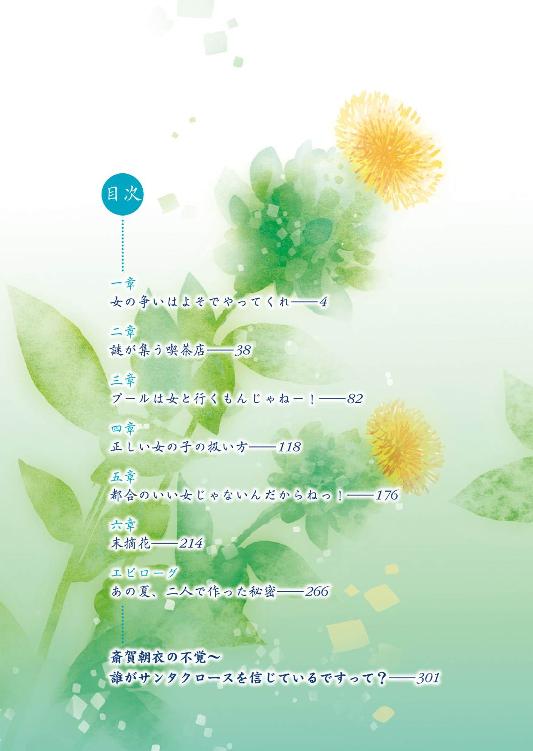 目次
一章
女の争いはよそでやってくれ――4
二章
謎が集う喫茶店――38
三章
プールは女と行くもんじゃねー！――82
四章
正しい女の子の扱い方――118
五章
都合のいい女じゃないんだからねっ！――176
六章
末摘花――214
エピローグ
あの夏、二人で作った秘密――266
斎賀朝衣の不覚～
誰がサンタクロースを信じているですって？――301